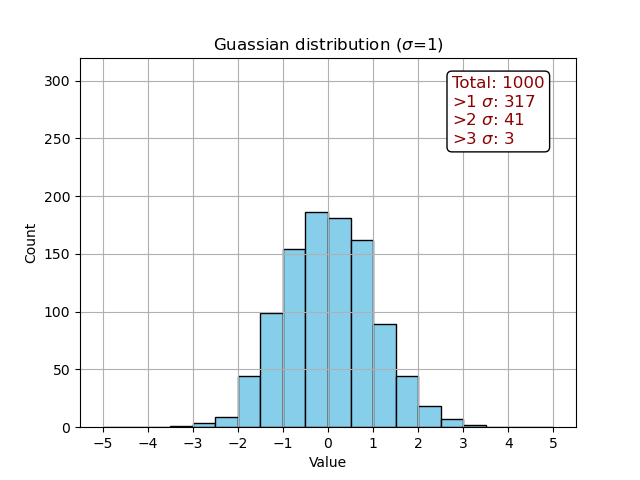 Guassian distribution (σ=1)
Total: 1000
>1 σ: 317
>2 σ: 41
>3 σ: 3
300
250
200
150
100
50
0
Count
−5 −4 −3 −2 −1 0 1 2 3 4 5
Value